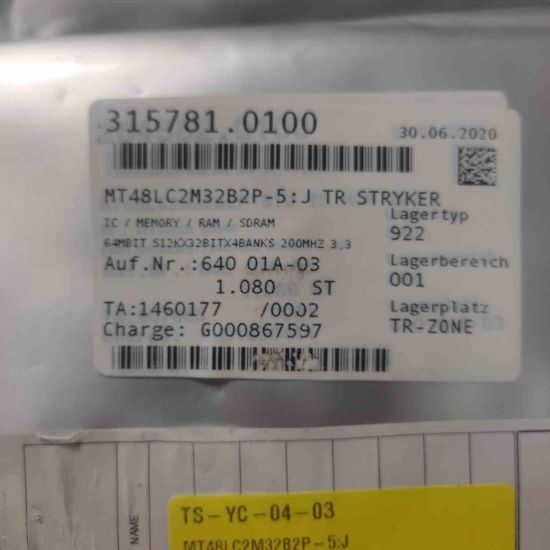 315781.0100
30.06.2020
MT48LC2M32B2P-5:J TR STRYKER
IC / MEMORY / RAM / SDRAM
Lagertyp
922
64MBIT 512KX32BITX4BANKS 200MHZ 3,3
Auf.Nr.:640 01A-03
Lagerbereich
001
1.080 ST
TA:1460177 /0002
Lagerplatz
Charge: G000867597
TR-ZONE
NAME
TS-YC-04-03
MT48LC2M32B2P-5:J